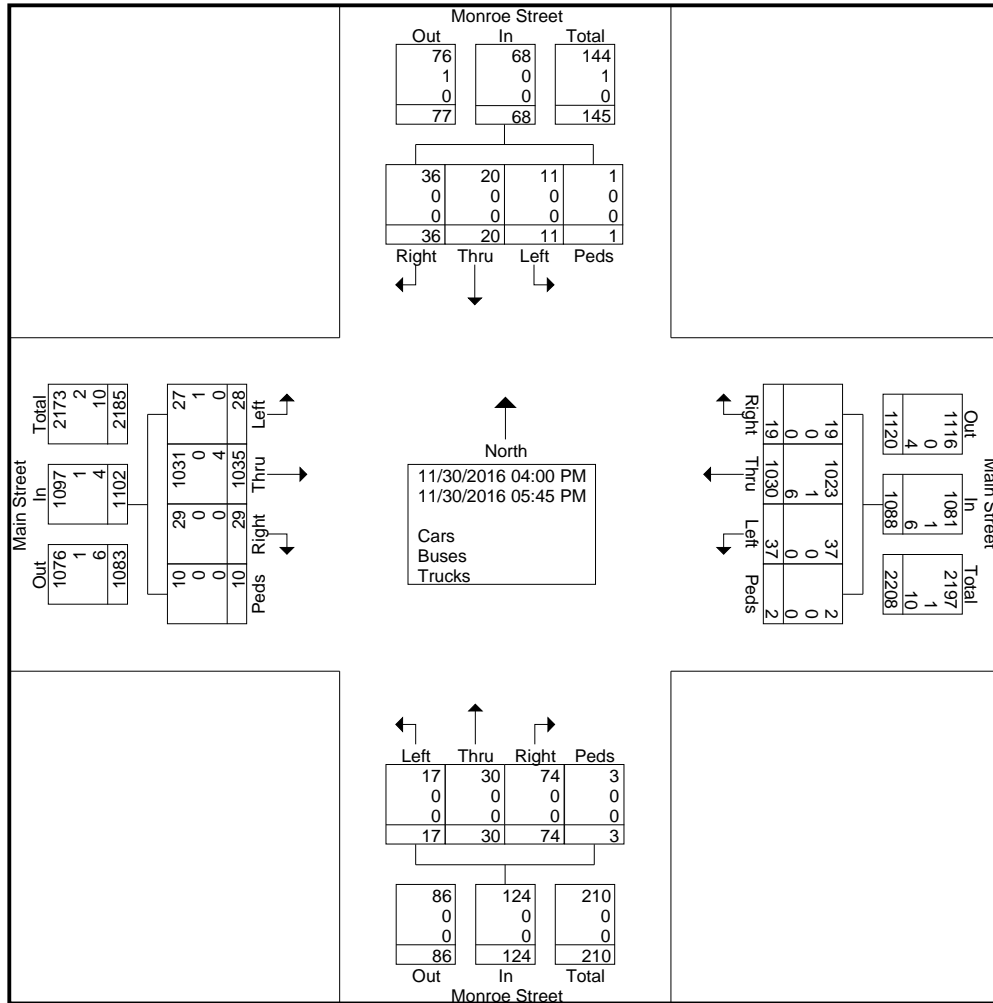 Monroe Street
Out In Total
76 68 144
1 0 1
0 0 0
77 68 145
36 20 11 1
0 0 0 0
0 0 0 0
36 20 11 1
Right Thru Left Peds
Main Street
Total In Out
2173 1097 1076
2 1 1
10 4 6
2185 1102 1083
27 1031 29 10
1 0 0 0
0 4 0 0
28 1035 29 10
Left Thru Right Peds
North
11/30/2016 04:00 PM
11/30/2016 05:45 PM
Cars
Buses
Trucks
Right Thru Left Peds
19 1030 37 2
0 6 0 0
0 1 0 0
19 1023 37 2
Main Street
Out In Total
1116 1081 2197
0 1 1
4 6 10
1120 1088 2208
Left Thru Right Peds
17 30 74 3
0 0 0 0
0 0 0 0
17 30 74 3
86 124 210
0 0 0
0 0 0
86 124 210
Out In Total
Monroe Street